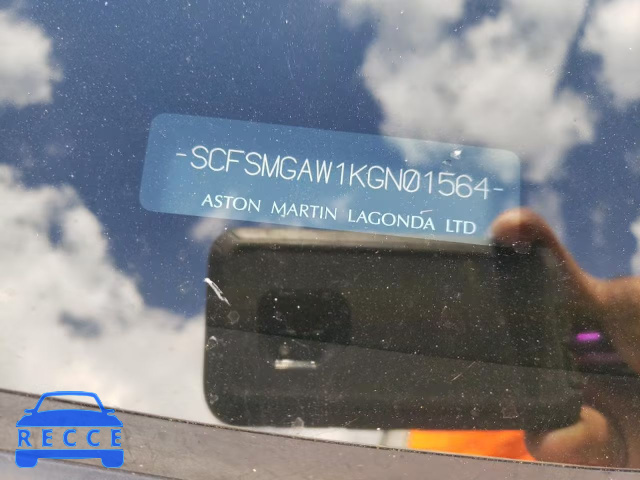 -SCFSMGAW1KGN01564-
ASTON MARTIN LAGONDA LTD
RECCE